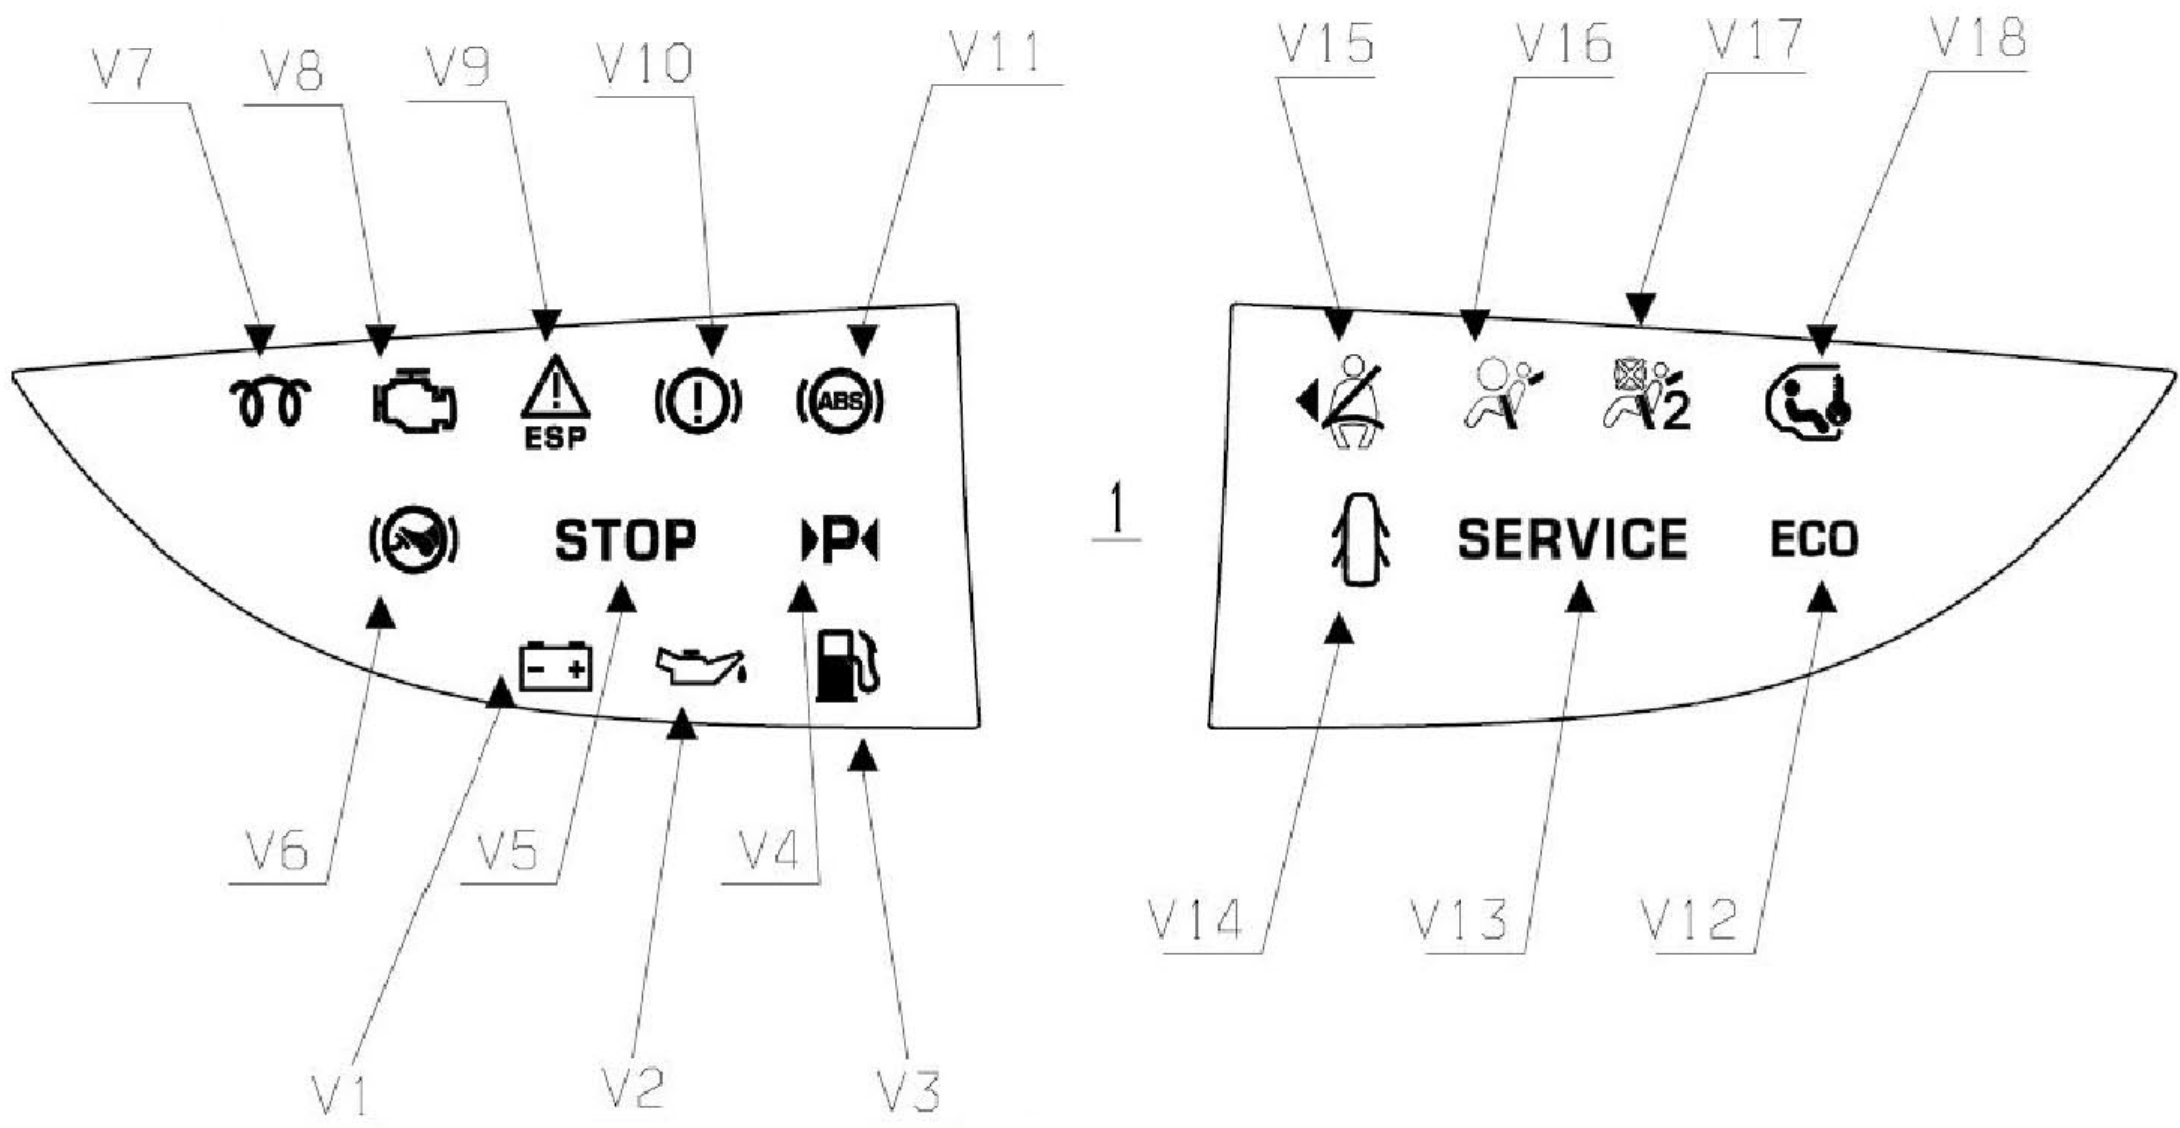 V7 V8 V9 V10 V11 V15 V16 V17 V18
ESP ! ABS 2
1
STOP P SERVICE ECO
- +
V6 V5 V4
V14 V13 V12
V1 V2 V3